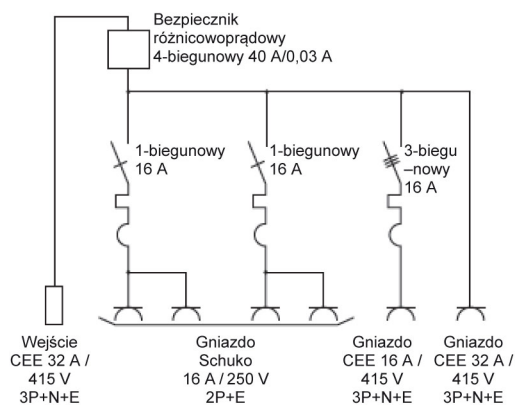 Bezpiecznik
różnicowoprądowy
4-biegunowy 40 A/0,03 A
1-biegunowy
16 A
1-biegunowy
16 A
3-biegu
–nowy
16 A
Wejście
CEE 32 A /
415 V
3P+N+E
Gniazdo
Schuko
16 A / 250 V
2P+E
Gniazdo
CEE 16 A /
415 V
3P+N+E
Gniazdo
CEE 32 A /
415 V
3P+N+E